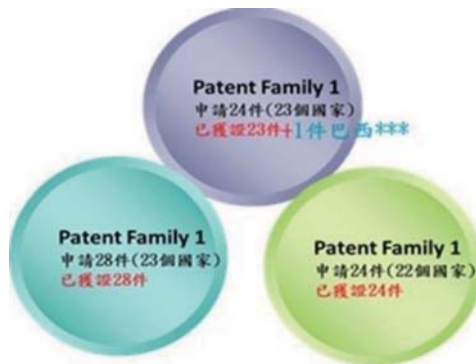 Patent Family 1
申請24件(23個國家)
已獲證23件+1件巴西***
Patent Family 1
申請28件(23個國家)
已獲證28件
Patent Family 1
申請24件(22個國家)
已獲證24件